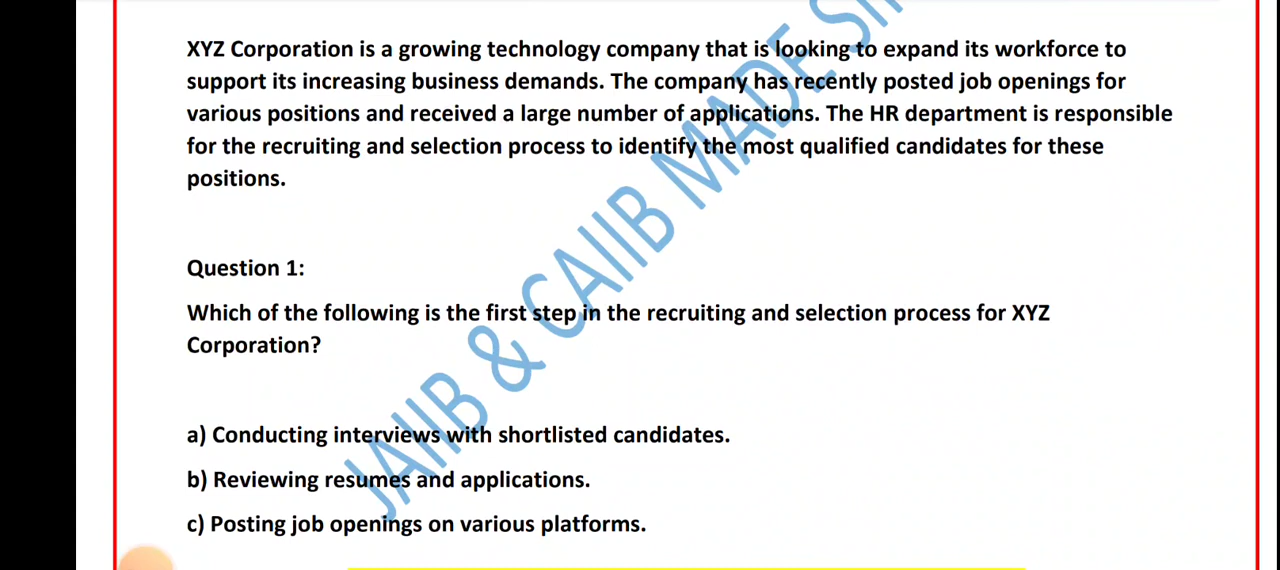 XYZ Corporation is a growing technology company that is looking to expand its workforce to
support its increasing business demands. The company has recently posted job openings for
various positions and received a large number of applications. The HR department is responsible
for the recruiting and selection process to identify the most qualified candidates for these
positions.
Question 1:
Which of the following is the first step in the recruiting and selection process for XYZ
Corporation?
a) Conducting interviews with shortlisted candidates.
b) Reviewing resumes and applications.
c) Posting job openings on various platforms.
JAIIB & CAIIB MADE